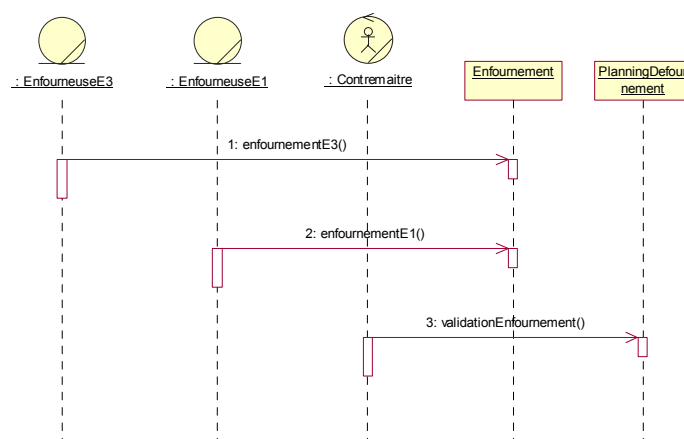 : EnfourneuseE3
: EnfourneuseE1
: Contremaitre
Enfournement
PlanningDefour
nement
1: enfournementE3()
2: enfournementE1()
3: validationEnfournement()